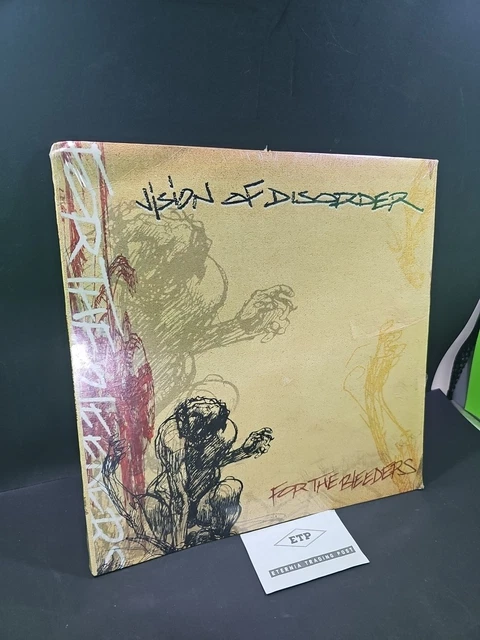 VISION OF DISORDER
FOR THE BLEEDERS
FOR THE BLEEDERS
ETP
ETERNIA TRADING POST